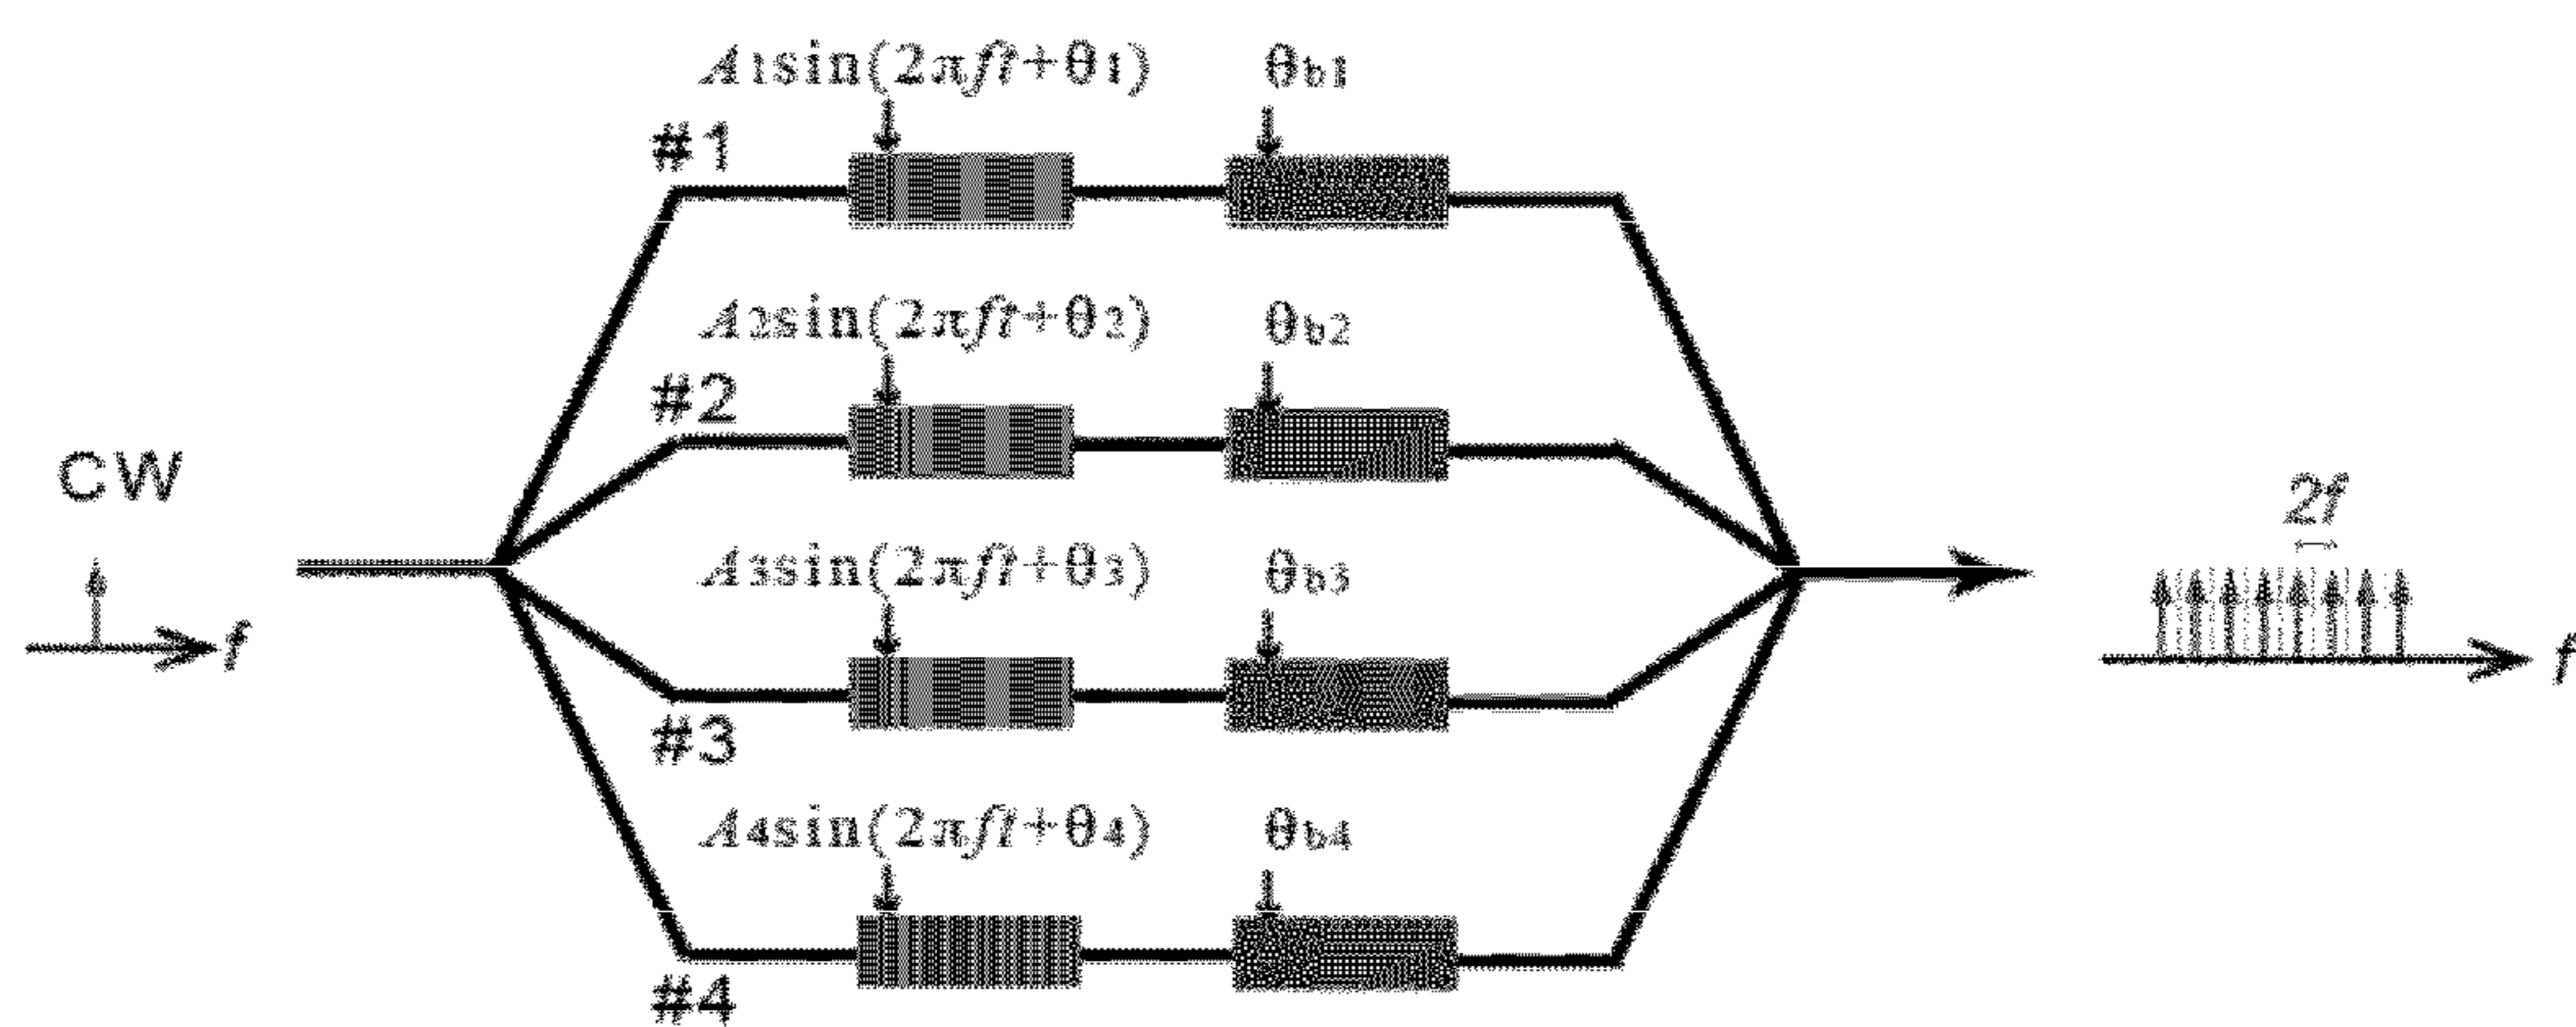 A1sin(2πft+θ1) θb1
#1
A2sin(2πft+θ2) θb2
#2
CW
2f
A3sin(2πft+θ3) θb3
f
f
#3
A4sin(2πft+θ4) θb4
#4